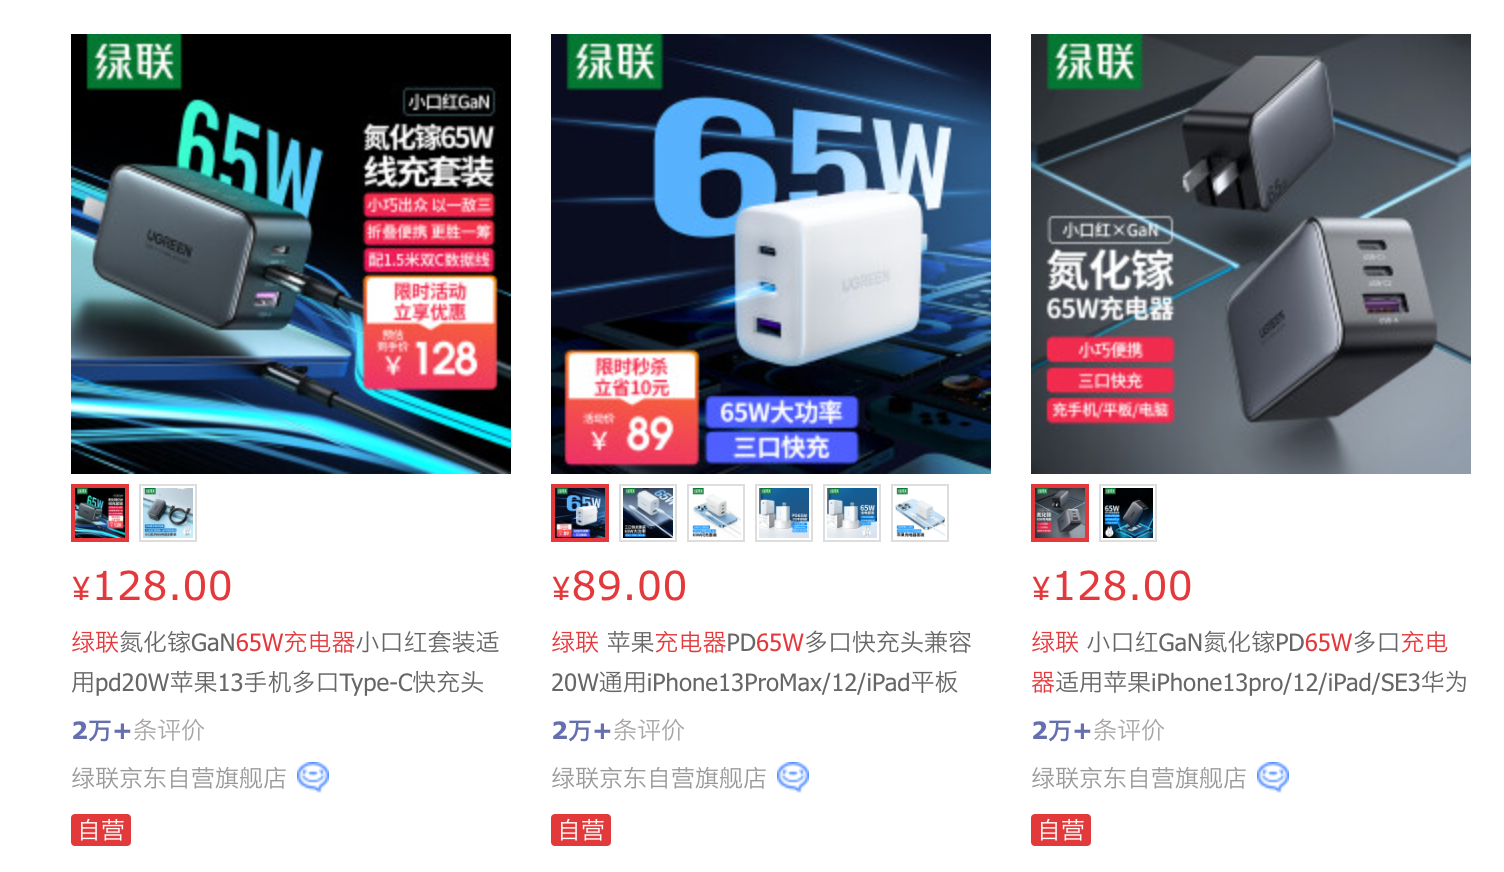 绿联
65W
小口红GaN
氮化镓65W
线充套装
小巧出众 以一敌三
折叠便携 更胜一筹
配1.5米双C数据线
限时活动
立享优惠
预估
到手价
¥128
UGREEN
绿联
65W
UGREEN
限时秒杀
立省10元
活动价
¥ 89
65W大功率
三口快充
绿联
小口红×GaN
氮化镓
65W充电器
小巧便携
三口快充
充手机/平板/电脑
65W
UGREEN
¥128.00
绿联氮化镓GaN65W充电器小口红套装适
用pd20W苹果13手机多口Type-C快充头
2万+条评价
绿联京东自营旗舰店
自营
¥89.00
绿联 苹果充电器PD65W多口快充头兼容
20W通用iPhone13ProMax/12/iPad平板
2万+条评价
绿联京东自营旗舰店
自营
¥128.00
绿联 小口红GaN氮化镓PD65W多口充电
器适用苹果iPhone13pro/12/iPad/SE3华为
2万+条评价
绿联京东自营旗舰店
自营